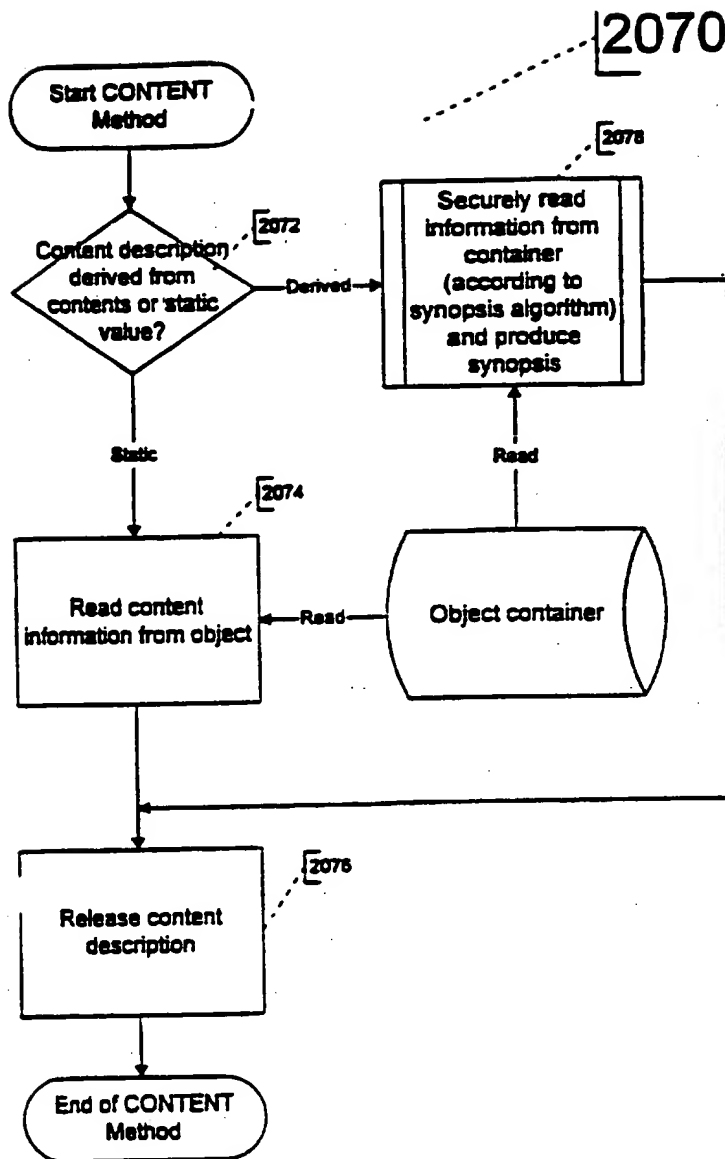 2070
Start CONTENT
Method
2078
Securely read
information from
container
(according to
synopsis algorithm)
and produce
synopsis
2072
Content description
derived from
contents or static
value?
Derived
Static
Read
2074
Read content
information from object
Read
Object container
2076
Release content
description
End of CONTENT
Method